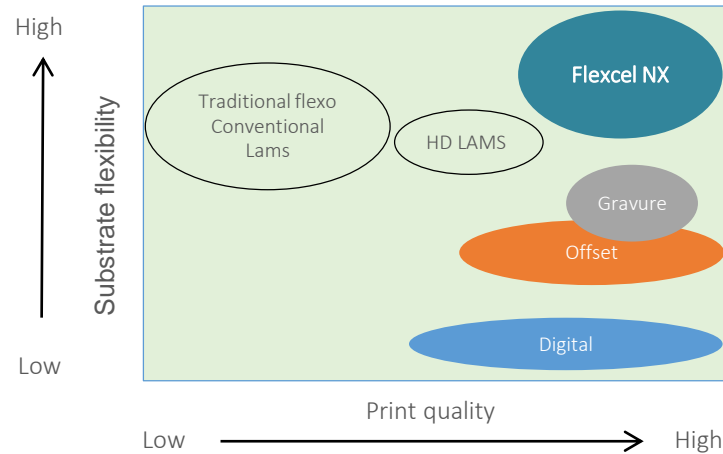 High
Flexcel NX
Traditional flexo
Conventional
Lams
HD LAMS
Substrate flexibility
Gravure
Offset
Digital
Low
Print quality
Low
High